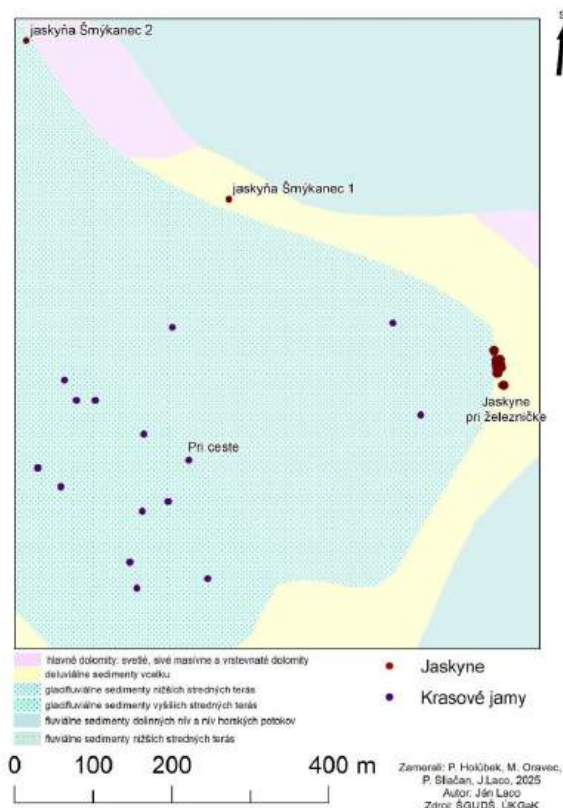 jaskyňa Šmýkanec 2
jaskyňa Šmýkanec 1
Jaskyne
pri železničke
Pri ceste
hlavné dolomity: svetlé, sivé masívne a vrstevnaté dolomity
deluviálne sedimenty vcelku
glacifluviálne sedimenty nižších stredných terás
glacifluviálne sedimenty vyšších stredných terás
fluviálne sedimenty dolinných nív a nív horských potokov
fluviálne sedimenty nižších stredných terás
Jaskyne
Krasové jamy
0 100 200 400 m
Zamerali: P. Holúbek, M. Oravec,
P. Sliačan, J.Laco, 2025
Autor: Ján Laco
Zdroj: ŠGÚDŠ, ÚKGaK